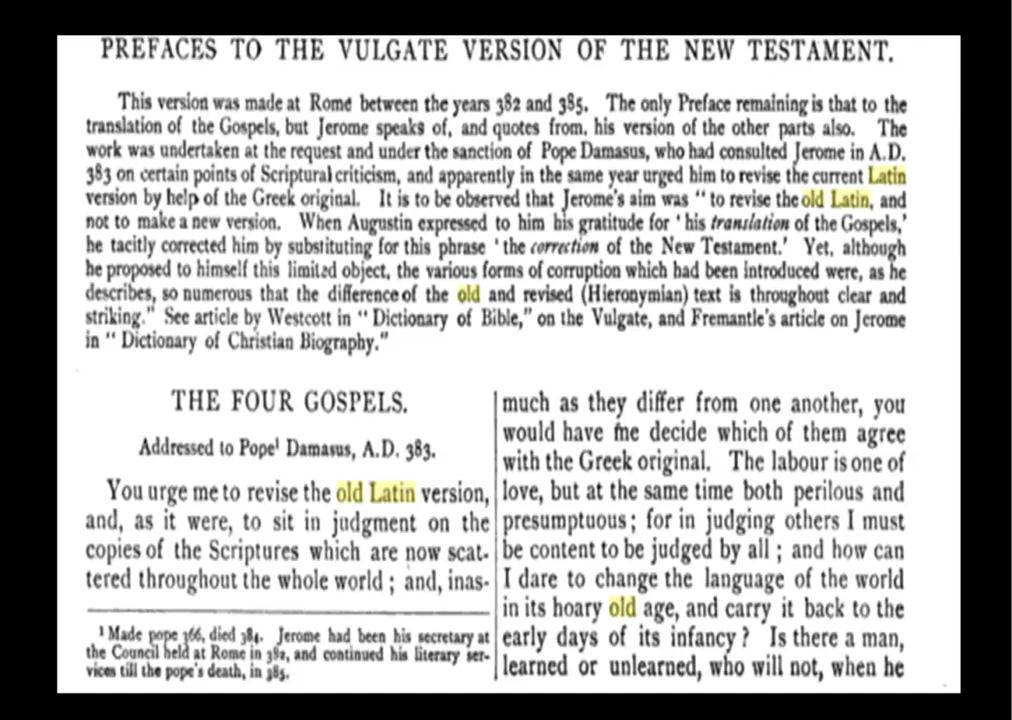 PREFACES TO THE VULGATE VERSION OF THE NEW TESTAMENT.
This version was made at Rome between the years 382 and 385. The only Preface remaining is that to the
translation of the Gospels, but Jerome speaks of, and quotes from, his version of the other parts also. The
work was undertaken at the request and under the sanction of Pope Damasus, who had consulted Jerome in A.D.
383 on certain points of Scriptural criticism, and apparently in the same year urged him to revise the current Latin
version by help of the Greek original. It is to be observed that Jerome's aim was “ to revise the old Latin, and
not to make a new version. When Augustin expressed to him his gratitude for ‘ his translation of the Gospels,’
he tacitly corrected him by substituting for this phrase ‘ the correction of the New Testament.’ Yet, although
he proposed to himself this limited object, the various forms of corruption which had been introduced were, as he
describes, so numerous that the difference of the old and revised (Hieronymian) text is throughout clear and
striking.” See article by Westcott in “ Dictionary of Bible,” on the Vulgate, and Fremantle's article on Jerome
in “ Dictionary of Christian Biography.”
THE FOUR GOSPELS.
Addressed to Pope¹ Damasus, A.D. 383.
You urge me to revise the old Latin version,
and, as it were, to sit in judgment on the
copies of the Scriptures which are now scat-
tered throughout the whole world ; and, inas-
¹ Made pope 366, died 384. Jerome had been his secretary at
the Council held at Rome in 382, and continued his literary ser-
vices till the pope's death, in 385.
much as they differ from one another, you
would have me decide which of them agree
with the Greek original. The labour is one of
love, but at the same time both perilous and
presumptuous ; for in judging others I must
be content to be judged by all ; and how can
I dare to change the language of the world
in its hoary old age, and carry it back to the
early days of its infancy ? Is there a man,
learned or unlearned, who will not, when he